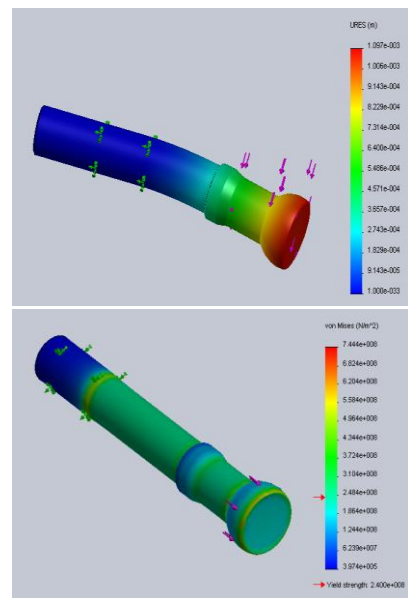 URES (m)
1.097e-003
1.006e-003
9.143e-004
8.229e-004
7.314e-004
6.400e-004
5.486e-004
4.571e-004
3.657e-004
2.743e-004
1.829e-004
9.143e-005
1.000e-033
von Mises (N/m^2)
7.444e+008
6.824e+008
6.204e+008
5.584e+008
4.964e+008
4.344e+008
3.724e+008
3.104e+008
2.484e+008
1.864e+008
1.244e+008
6.239e+007
3.974e+005
Yield strength: 2.400e+008